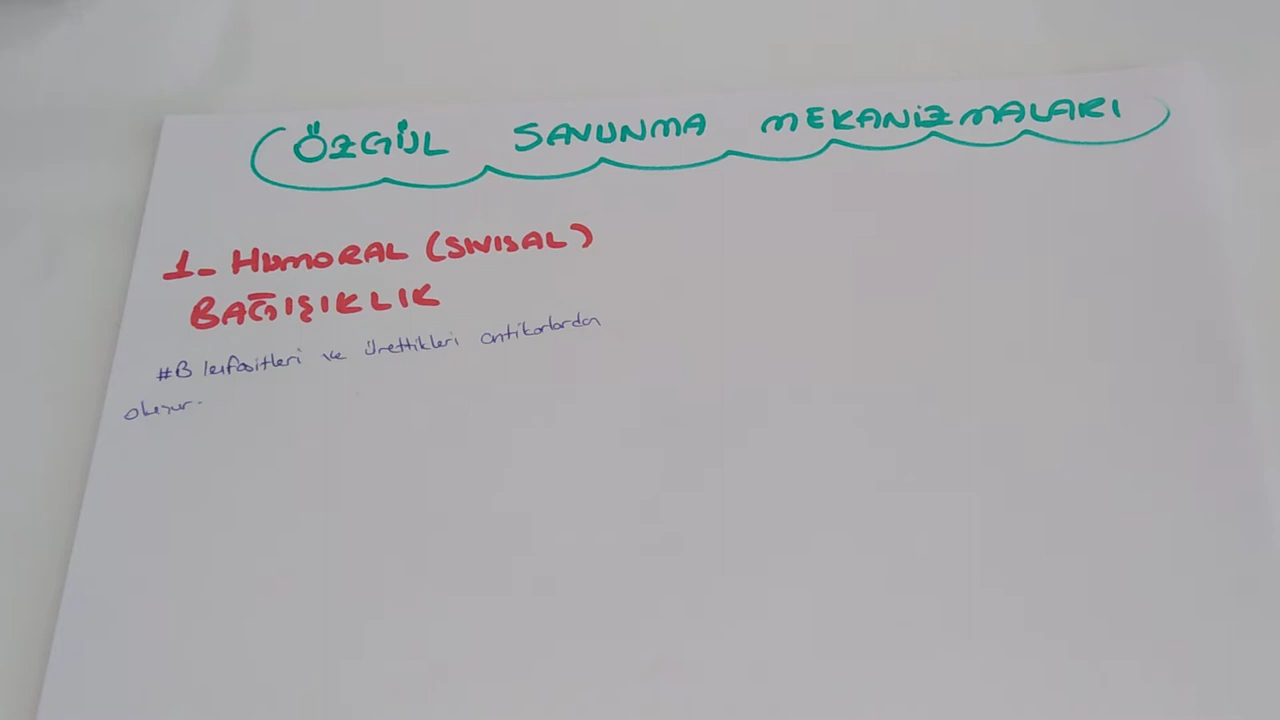 ÖZGÜL SAVUNMA MEKANİZMALARI
1- HUMORAL (SIVISAL)
BAĞIŞIKLIK
#B lenfositleri ve ürettikleri antikorlardan
oluşur.